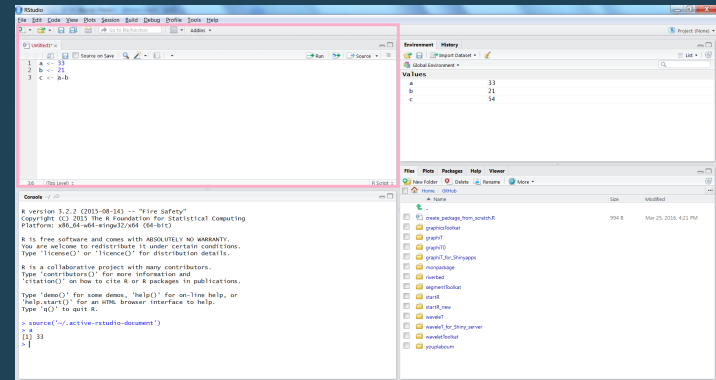 RStudio
File Edit Code View Plots Session Build Debug Profile Tools Help
Go to file/function
Addins
Project: (None)
Untitled1*
Source on Save
Run
Source
1 a <- 33
2 b <- 21
3 c <- a-b
3:6 (Top Level)
R Script
Console ~/
R version 3.2.2 (2015-08-14) -- "Fire Safety"
Copyright (C) 2015 The R Foundation for Statistical Computing
Platform: x86_64-w64-mingw32/x64 (64-bit)
R is free software and comes with ABSOLUTELY NO WARRANTY.
You are welcome to redistribute it under certain conditions.
Type 'license()' or 'licence()' for distribution details.
R is a collaborative project with many contributors.
Type 'contributors()' for more information and
'citation()' on how to cite R or R packages in publications.
Type 'demo()' for some demos, 'help()' for on-line help, or
'help.start()' for an HTML browser interface to help.
Type 'q()' to quit R.
> source('~/.active-rstudio-document')
> a
[1] 33
>
Environment History
Import Dataset
List
Global Environment
Values
a 33
b 21
c 54
Files Plots Packages Help Viewer
New Folder Delete Rename More
Home GitHub
Name Size Modified
..
create_package_from_scratch.R 994 B Mar 25, 2016, 4:21 PM
graphicsToolkat
graphiT
graphiT0
graphiT_for_Shinyapps
monpackage
riverbed
segmentToolkat
startR
startR_new
waveleT
waveleT_for_Shiny_server
waveletToolkat
youplaboum